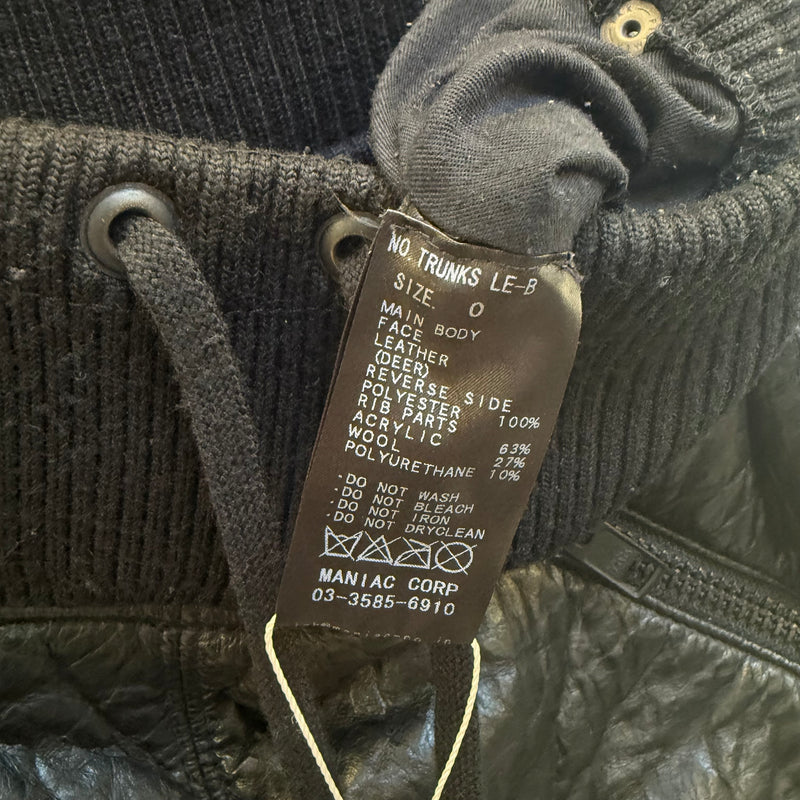 NO TRUNKS LE-B
SIZE. 0
MAIN BODY
FACE
LEATHER
(DEER)
REVERSE SIDE
POLYESTER 100%
RIB PARTS
ACRYLIC 63%
WOOL 27%
POLYURETHANE 10%
·DO NOT WASH
·DO NOT BLEACH
·DO NOT IRON
·DO NOT DRYCLEAN
MANIAC CORP
03-3585-6910